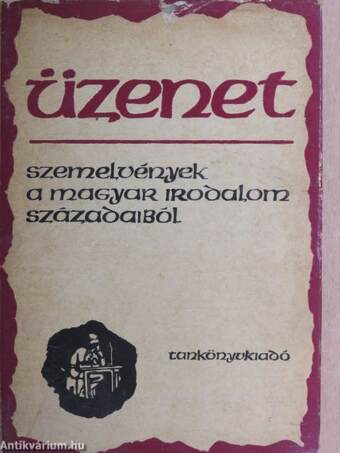 üzenet
szemelvények
a magyar irodalom
századaiból
tankönyvkiadó
Antikvárium.hu